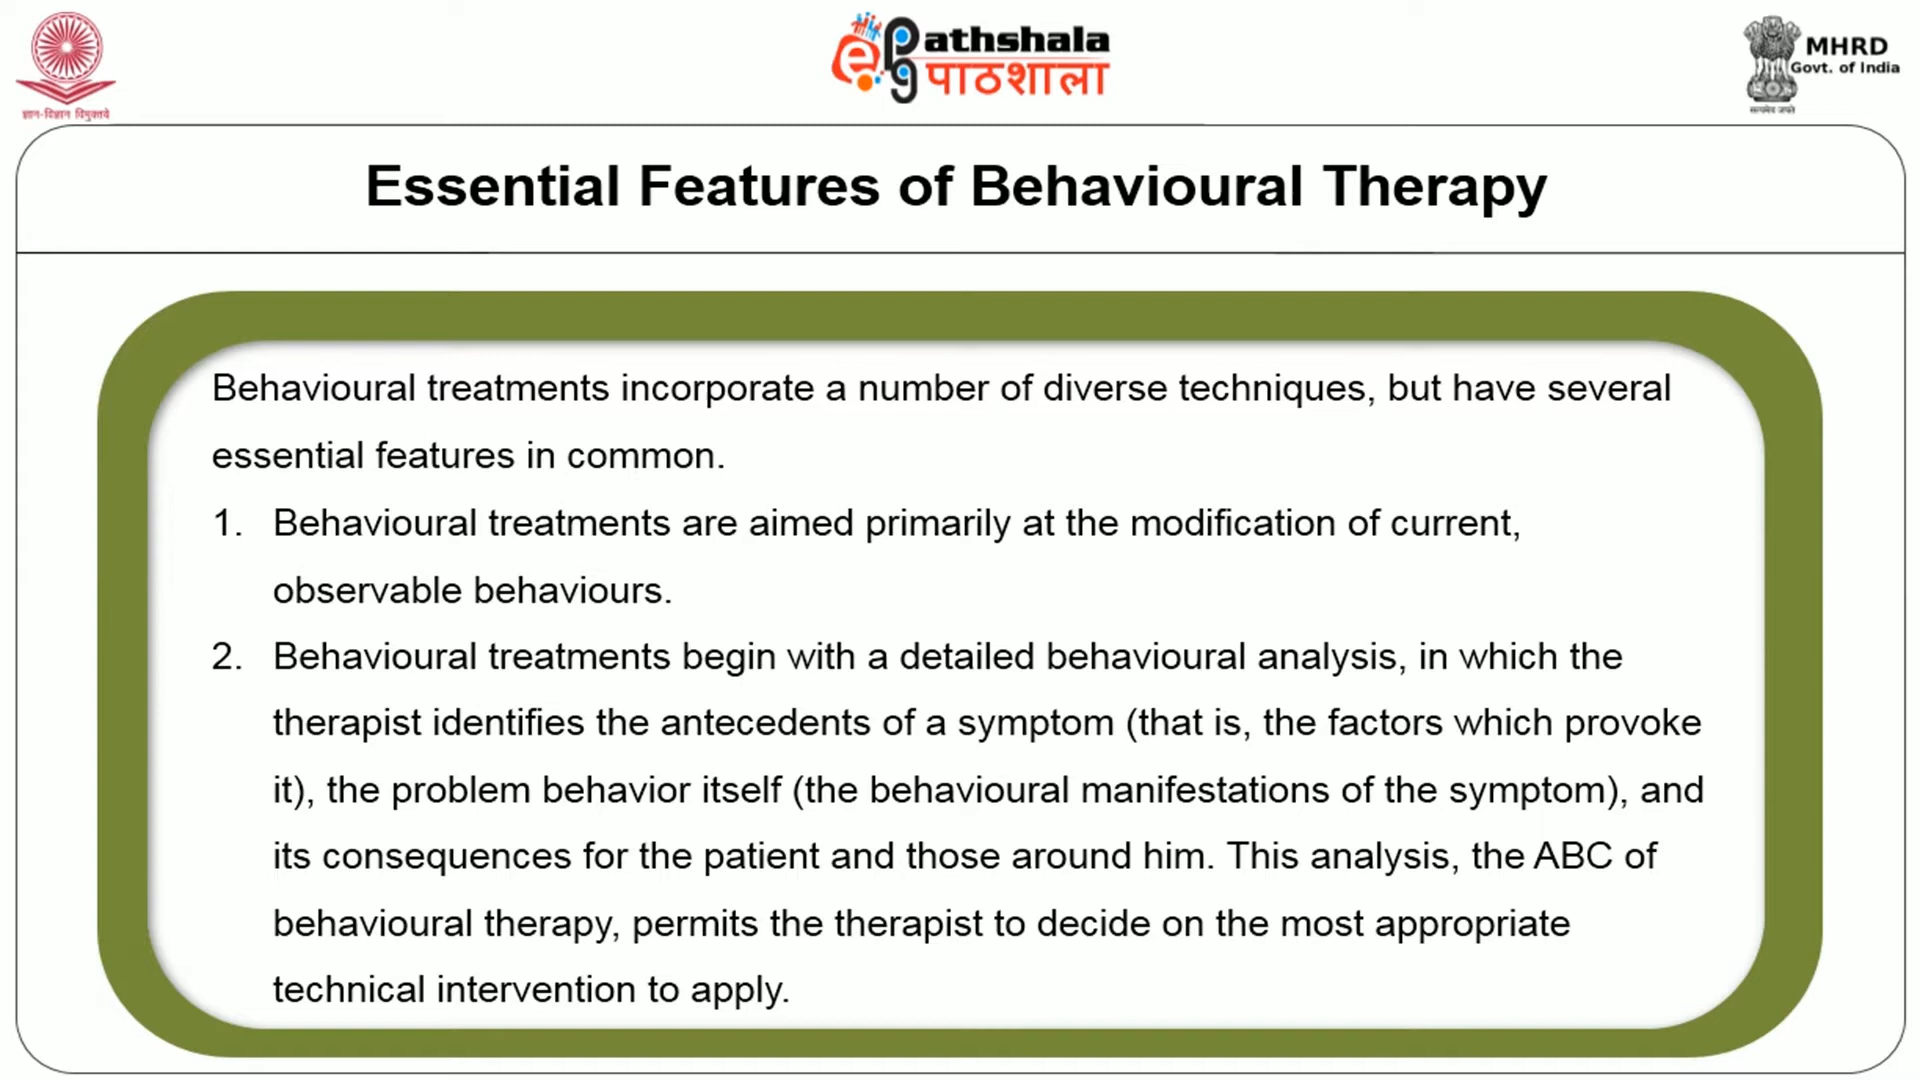 ज्ञान-विज्ञान विमुक्तये
ePG Pathshala
पाठशाला
MHRD
Govt. of India
सत्यमेव जयते
Essential Features of Behavioural Therapy
Behavioural treatments incorporate a number of diverse techniques, but have several
essential features in common.
1. Behavioural treatments are aimed primarily at the modification of current,
observable behaviours.
2. Behavioural treatments begin with a detailed behavioural analysis, in which the
therapist identifies the antecedents of a symptom (that is, the factors which provoke
it), the problem behavior itself (the behavioural manifestations of the symptom), and
its consequences for the patient and those around him. This analysis, the ABC of
behavioural therapy, permits the therapist to decide on the most appropriate
technical intervention to apply.